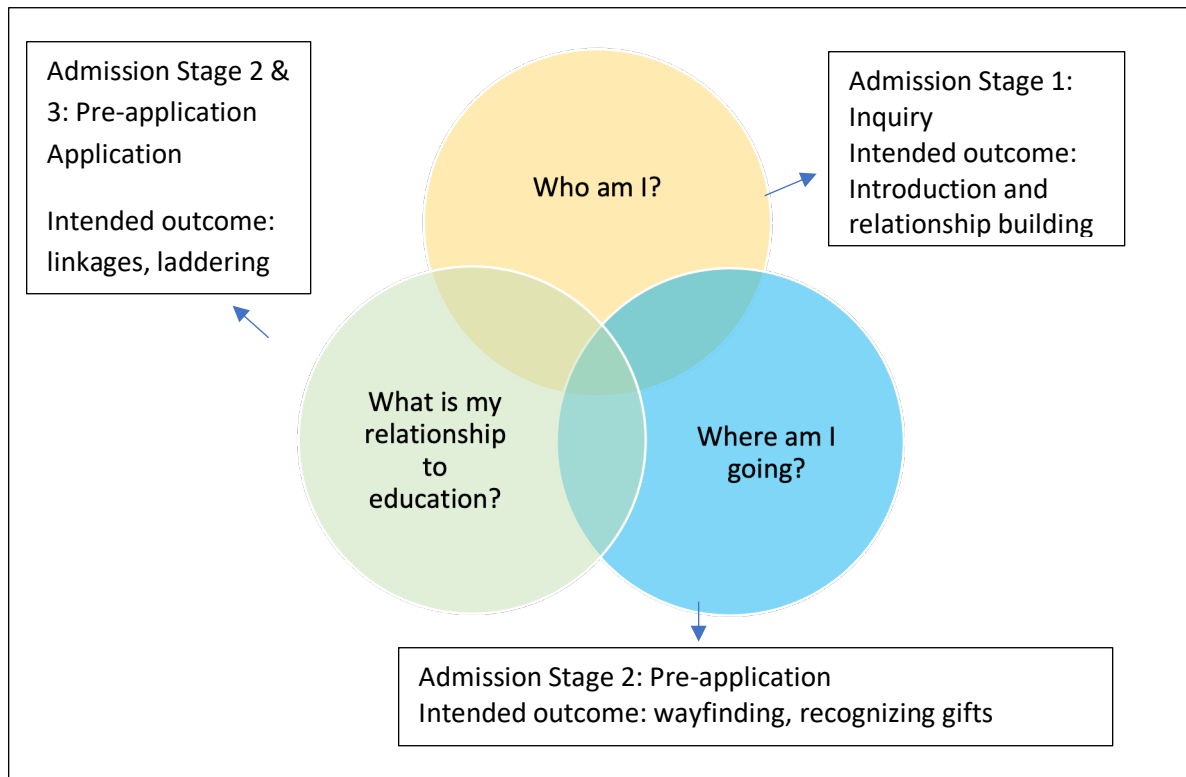 Admission Stage 2 &
3: Pre-application
Application
Intended outcome:
linkages, laddering
Admission Stage 1:
Inquiry
Intended outcome:
Introduction and
relationship building
Who am I?
What is my
relationship
to
education?
Where am I
going?
Admission Stage 2: Pre-application
Intended outcome: wayfinding, recognizing gifts